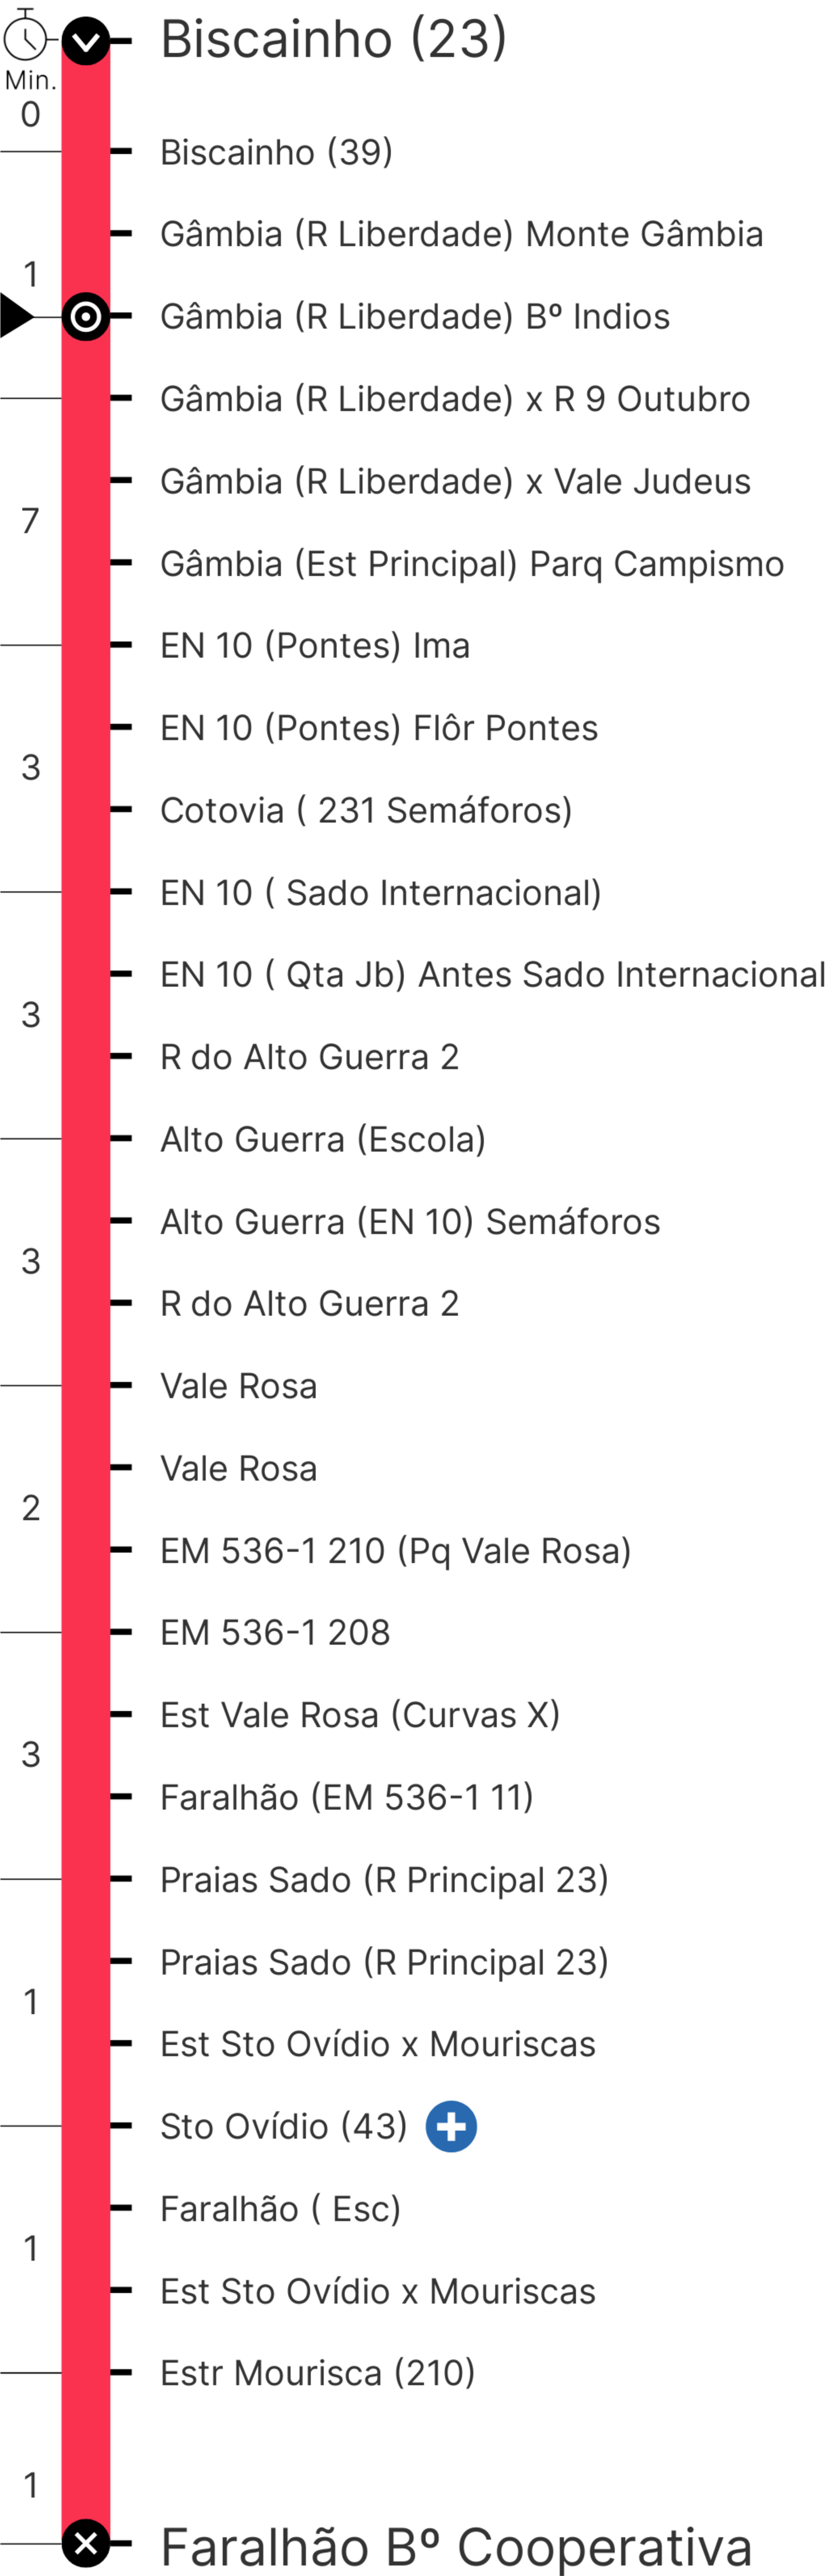 Biscainho (23)
Min.
0
Biscainho (39)
Gâmbia (R Liberdade) Monte Gâmbia
1
Gâmbia (R Liberdade) Bº Indios
Gâmbia (R Liberdade) x R 9 Outubro
Gâmbia (R Liberdade) x Vale Judeus
7
Gâmbia (Est Principal) Parq Campismo
EN 10 (Pontes) Ima
EN 10 (Pontes) Flôr Pontes
3
Cotovia ( 231 Semáforos)
EN 10 ( Sado Internacional)
EN 10 ( Qta Jb) Antes Sado Internacional
3
R do Alto Guerra 2
Alto Guerra (Escola)
Alto Guerra (EN 10) Semáforos
3
R do Alto Guerra 2
Vale Rosa
Vale Rosa
2
EM 536-1 210 (Pq Vale Rosa)
EM 536-1 208
Est Vale Rosa (Curvas X)
3
Faralhão (EM 536-1 11)
Praias Sado (R Principal 23)
Praias Sado (R Principal 23)
1
Est Sto Ovídio x Mouriscas
Sto Ovídio (43)
Faralhão ( Esc)
1
Est Sto Ovídio x Mouriscas
Estr Mourisca (210)
1
Faralhão Bº Cooperativa